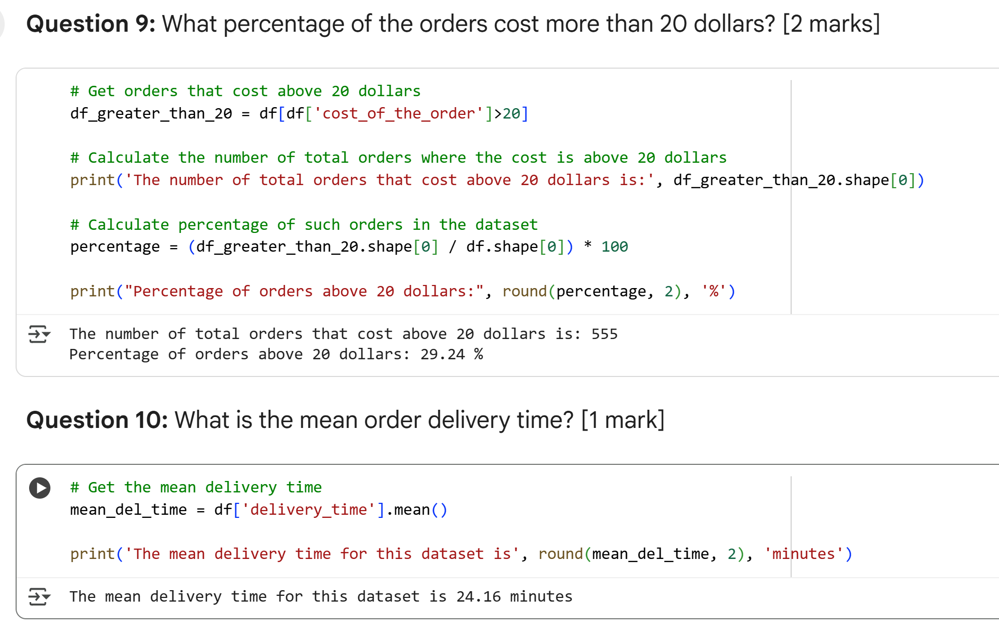 Question 9: What percentage of the orders cost more than 20 dollars? [2 marks]
# Get orders that cost above 20 dollars
df_greater_than_20 = df[df['cost_of_the_order']>20]
# Calculate the number of total orders where the cost is above 20 dollars
print('The number of total orders that cost above 20 dollars is:', df_greater_than_20.shape[0])
# Calculate percentage of such orders in the dataset
percentage = (df_greater_than_20.shape[0] / df.shape[0]) * 100
print("Percentage of orders above 20 dollars:", round(percentage, 2), '%')
The number of total orders that cost above 20 dollars is: 555
Percentage of orders above 20 dollars: 29.24 %
Question 10: What is the mean order delivery time? [1 mark]
# Get the mean delivery time
mean_del_time = df['delivery_time'].mean()
print('The mean delivery time for this dataset is', round(mean_del_time, 2), 'minutes')
The mean delivery time for this dataset is 24.16 minutes